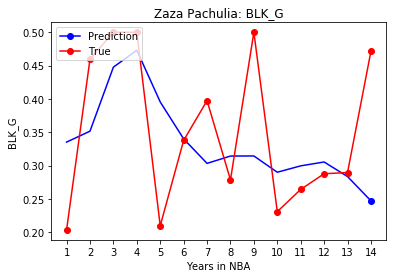 Zaza Pachulia: BLK_G
Prediction
True
0.50
0.45
0.40
0.35
0.30
0.25
0.20
BLK_G
1 2 3 4 5 6 7 8 9 10 11 12 13 14
Years in NBA